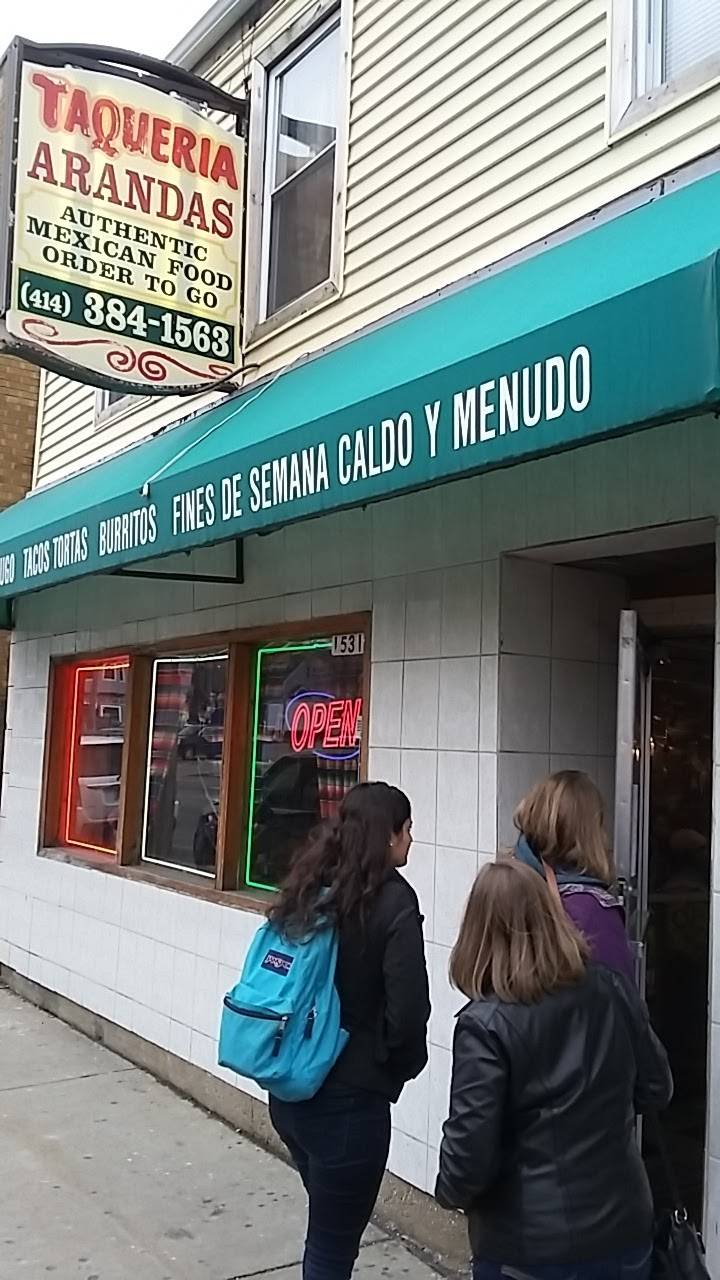 TAQUERIA
ARANDAS
AUTHENTIC
MEXICAN FOOD
ORDER TO GO
(414) 384-1563
TACOS TORTAS BURRITOS FINES DE SEMANA CALDO Y MENUDO
1531
OPEN
JANSPORT